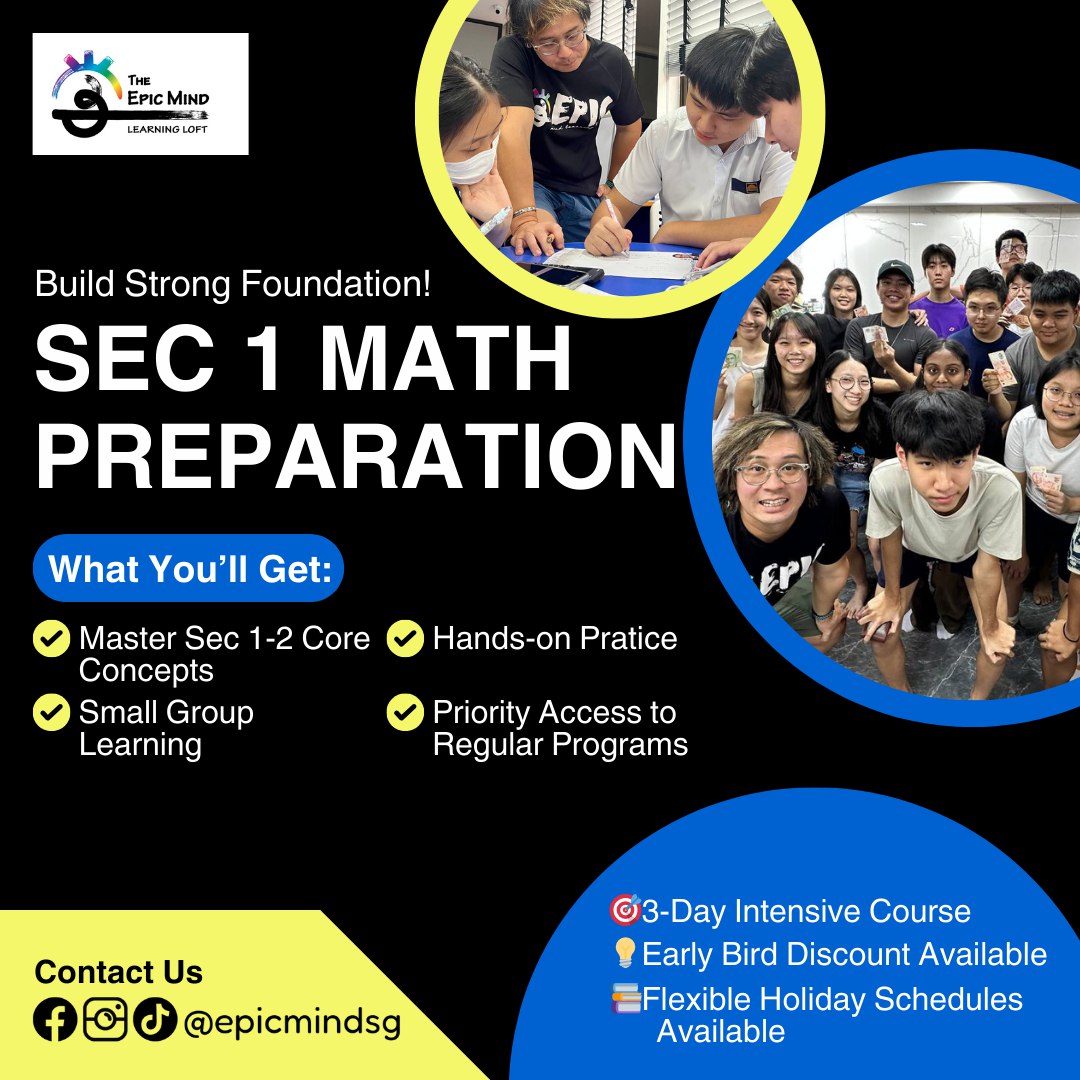 THE
EPIC MIND
LEARNING LOFT
EPIC
Build Strong Foundation!
SEC 1 MATH
PREPARATION
What You’ll Get:
Master Sec 1-2 Core
Concepts
Hands-on Pratice
Small Group
Learning
Priority Access to
Regular Programs
3-Day Intensive Course
Early Bird Discount Available
Flexible Holiday Schedules
Available
Contact Us
@epicmindsg